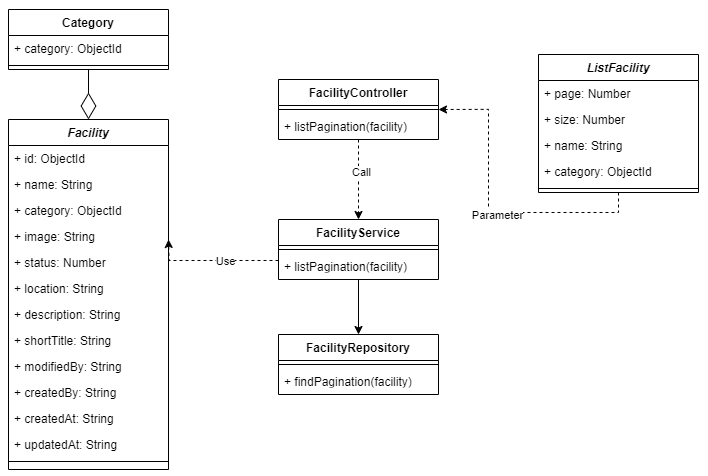 Category
+ category: ObjectId
Facility
+ id: ObjectId
+ name: String
+ category: ObjectId
+ image: String
+ status: Number
+ location: String
+ description: String
+ shortTitle: String
+ modifiedBy: String
+ createdBy: String
+ createdAt: String
+ updatedAt: String
Use
FacilityController
+ listPagination(facility)
Call
FacilityService
+ listPagination(facility)
FacilityRepository
+ findPagination(facility)
ListFacility
+ page: Number
+ size: Number
+ name: String
+ category: ObjectId
Parameter